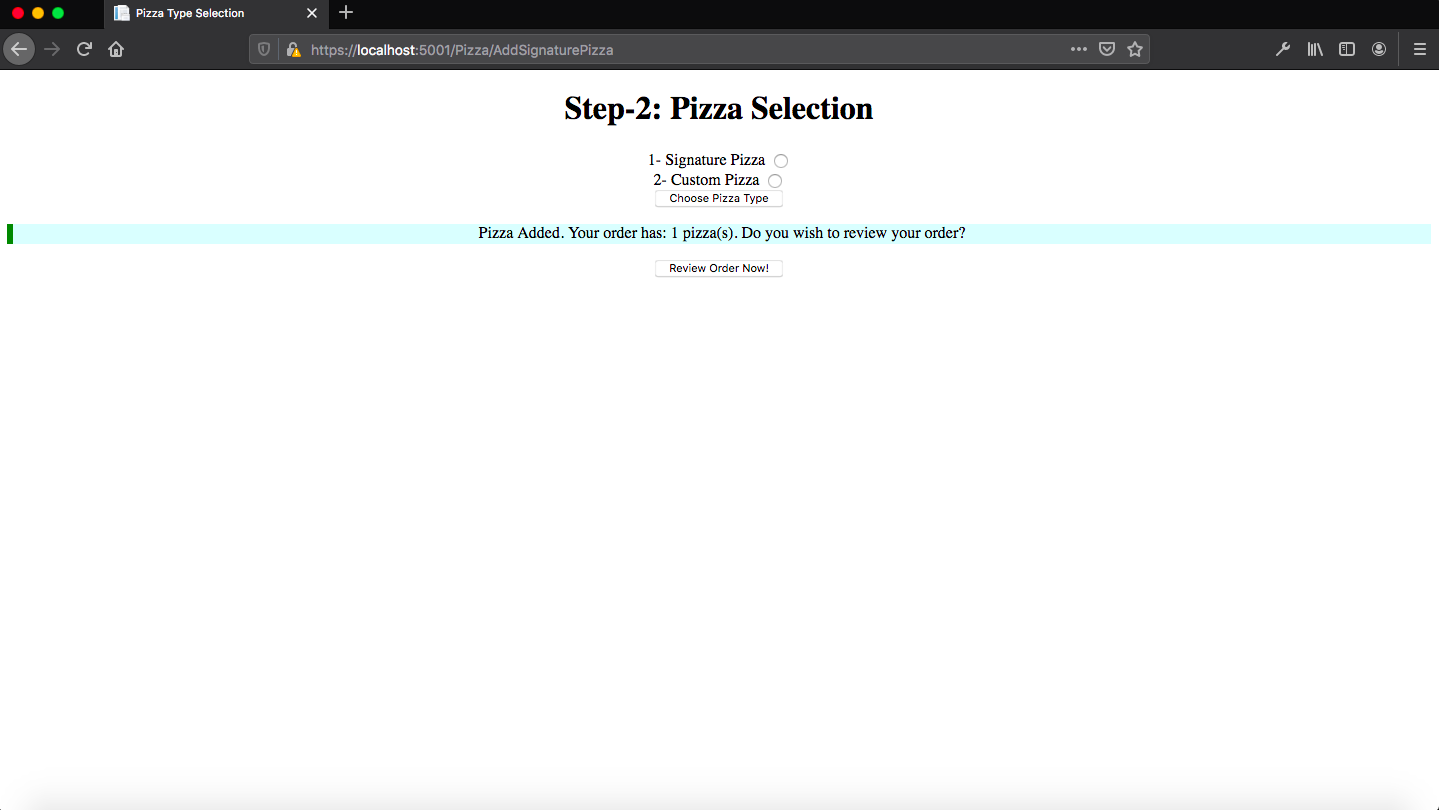 Pizza Type Selection
https://localhost:5001/Pizza/AddSignaturePizza
Step-2: Pizza Selection
1- Signature Pizza
2- Custom Pizza
Choose Pizza Type
Pizza Added. Your order has: 1 pizza(s). Do you wish to review your order?
Review Order Now!